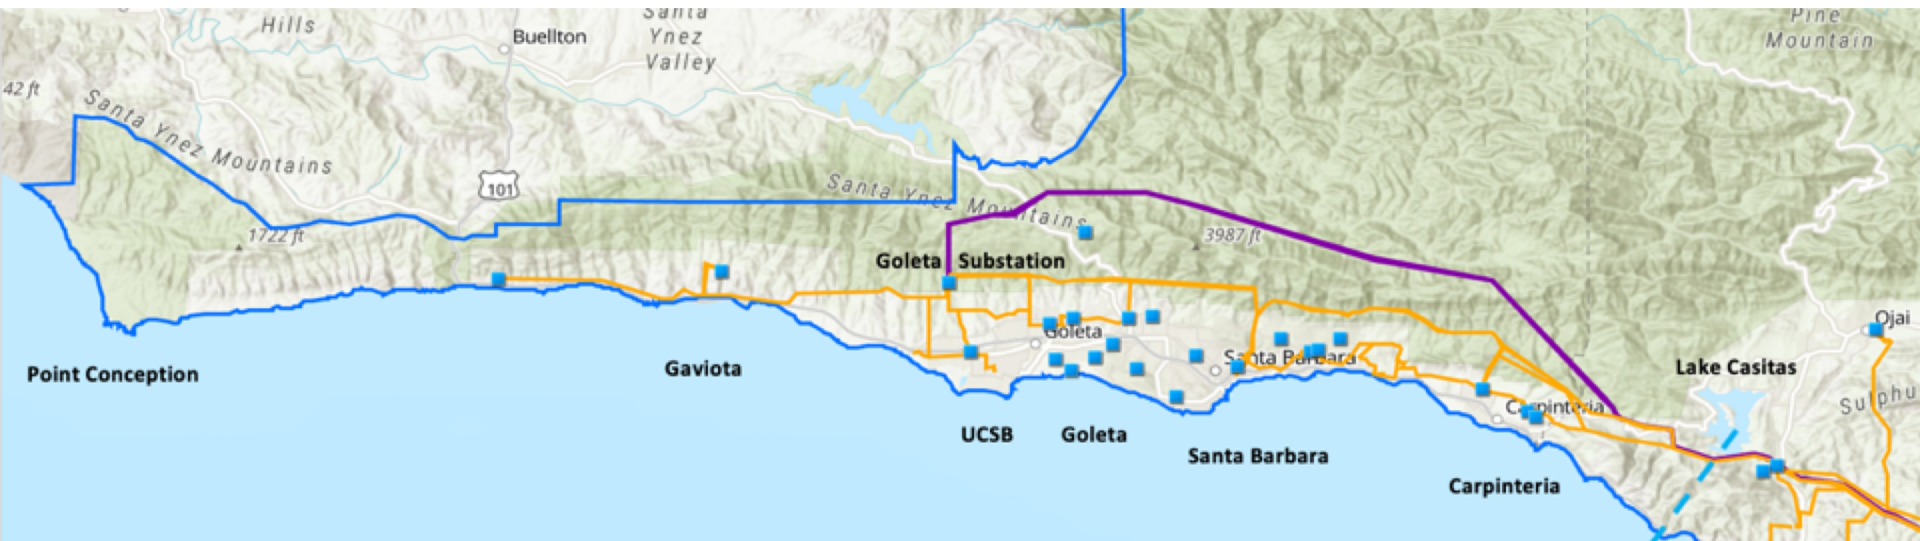 Hills
Santa
Ynez
Valley
Buellton
Pine
Mountain
42 ft
Santa Ynez Mountains
101
Santa Ynez Mountains
1722 ft
3987 ft
Goleta Substation
Ojai
Goleta
Santa Barbara
Point Conception
Gaviota
Lake Casitas
Carpinteria
Sulphu
UCSB
Goleta
Santa Barbara
Carpinteria